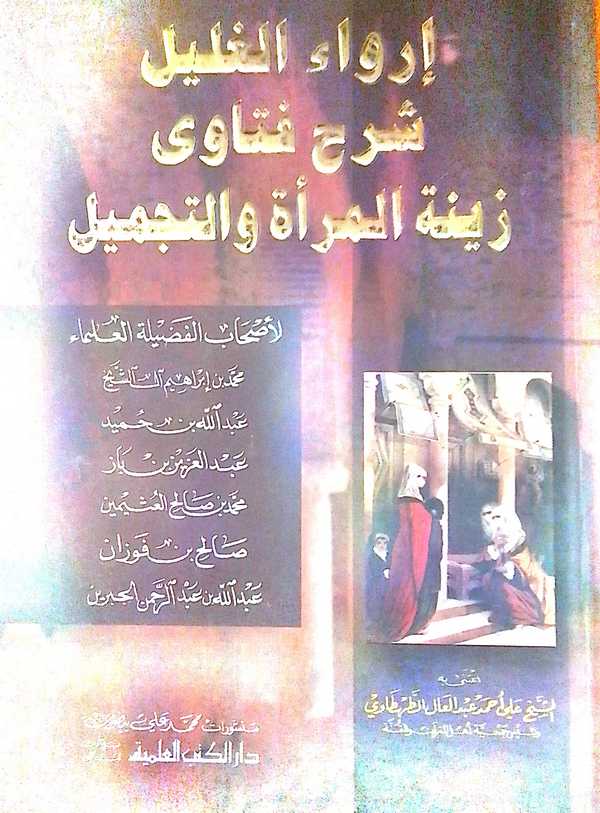 إرواء الغليل
شرح فتاوى
زينة المرأة والتجميل
لأصحاب الفضيلة العلماء
محمد بن إبراهيم آل الشيخ
عبد الله بن حميد
عبد العزيز بن باز
محمد بن صالح العثيمين
صالح بن فوزان
عبد الله بن عبد الرحمن الجبرين
اعتنى به
الشيخ علي أحمد عبد العال الطهطاوي
منشورات محمد علي بيضون
دار الكتب العلمية